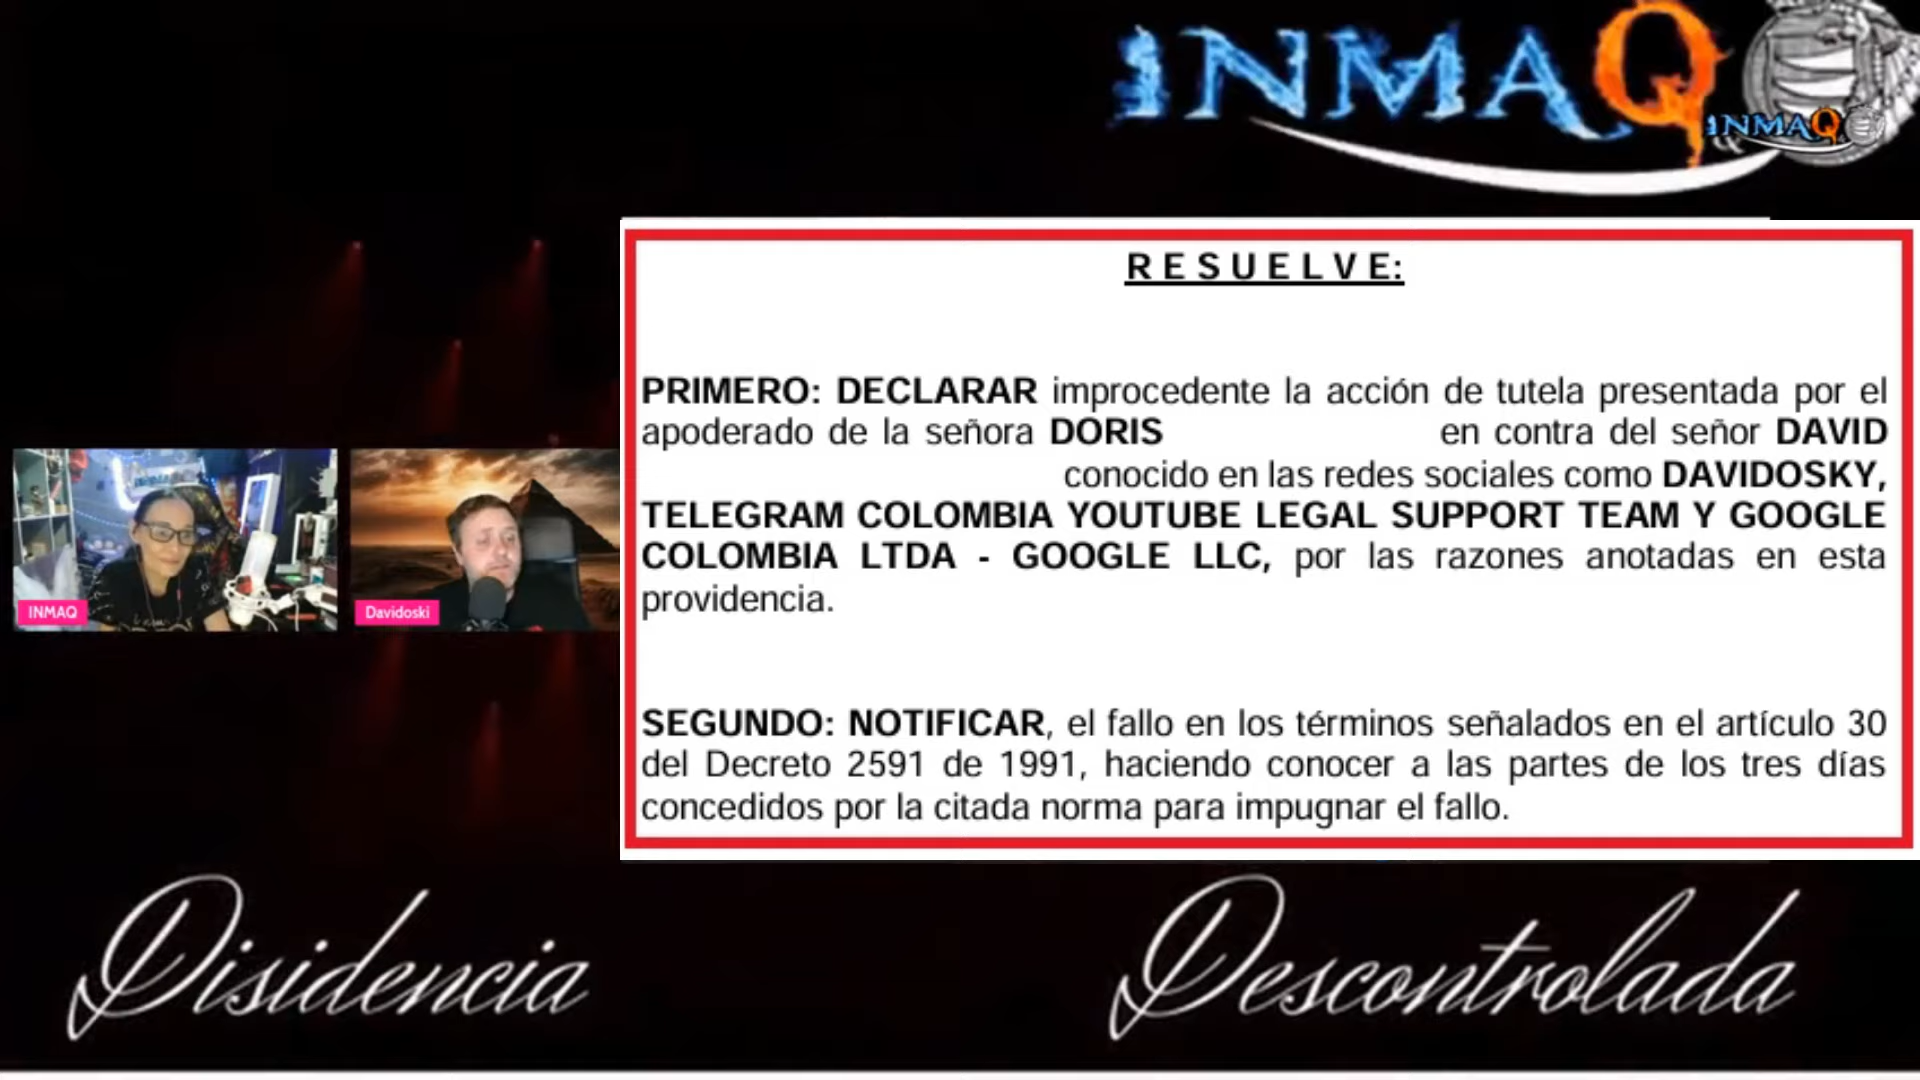 INMAQ
INMAQ
R E S U E L V E:
PRIMERO: DECLARAR improcedente la acción de tutela presentada por el
apoderado de la señora DORIS en contra del señor DAVID
conocido en las redes sociales como DAVIDOSKY,
TELEGRAM COLOMBIA YOUTUBE LEGAL SUPPORT TEAM Y GOOGLE
COLOMBIA LTDA - GOOGLE LLC, por las razones anotadas en esta
providencia.
SEGUNDO: NOTIFICAR, el fallo en los términos señalados en el artículo 30
del Decreto 2591 de 1991, haciendo conocer a las partes de los tres días
concedidos por la citada norma para impugnar el fallo.
INMAQ
Davidoski
Disidencia
Descontrolada